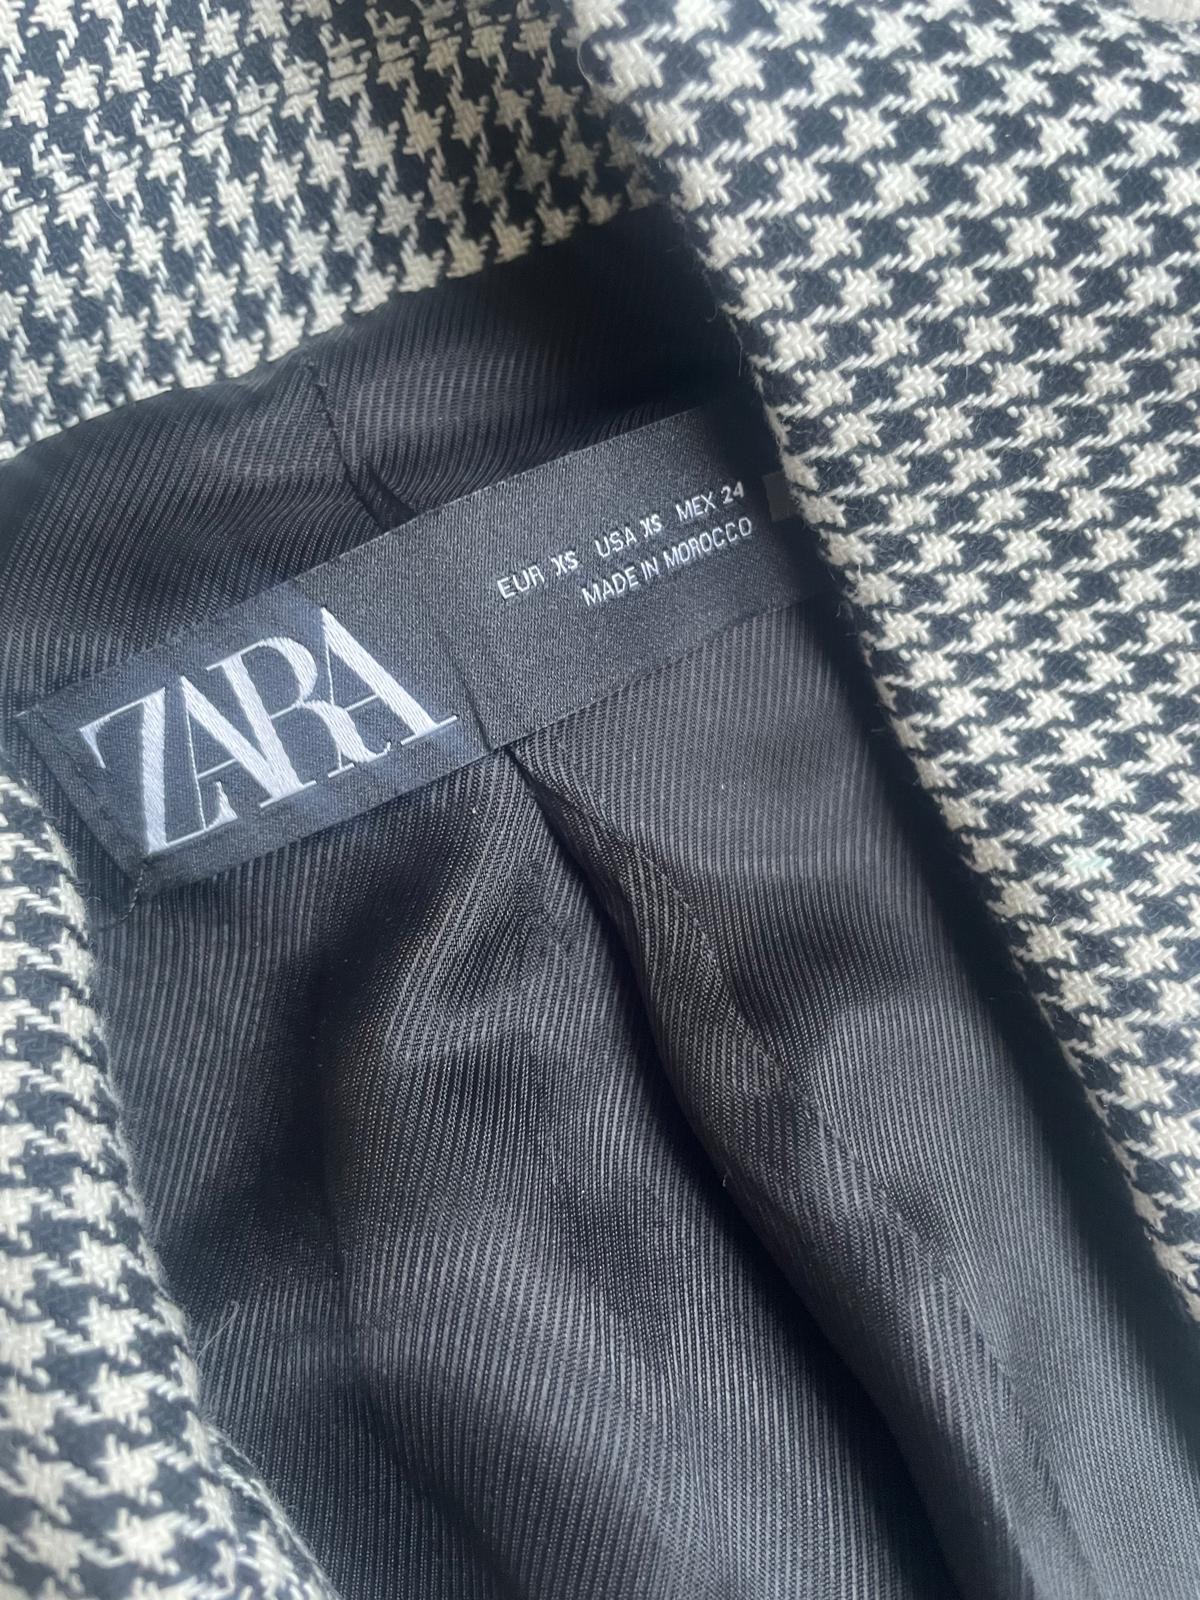 ZARA
EUR XS USA XS MEX 24
MADE IN MOROCCO